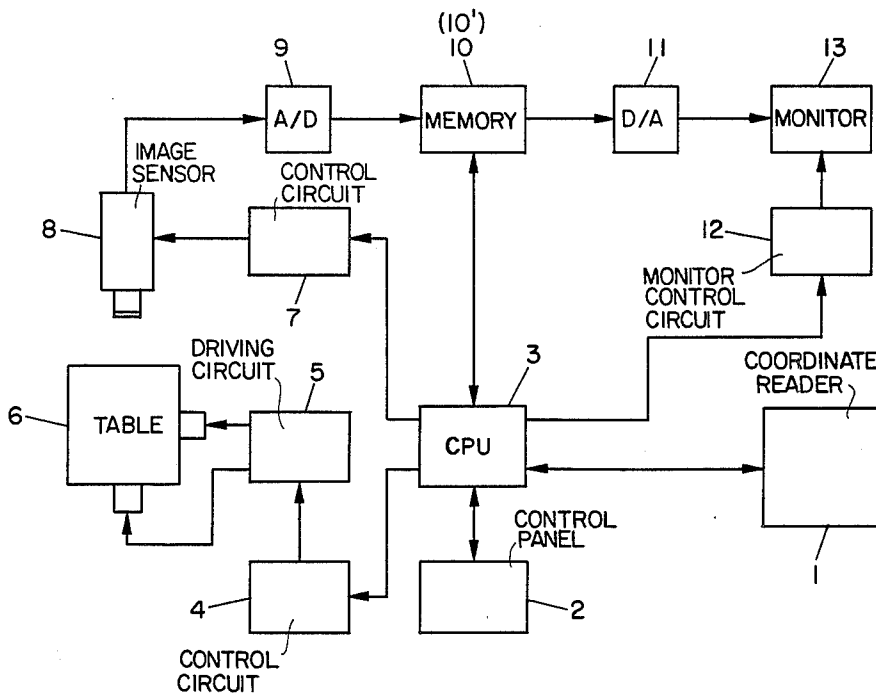 (10')
9
10
11
13
A/D
MEMORY
D/A
MONITOR
IMAGE
SENSOR
CONTROL
CIRCUIT
8
7
12
MONITOR
CONTROL
CIRCUIT
DRIVING
CIRCUIT
5
3
COORDINATE
READER
6
TABLE
CPU
CONTROL
PANEL
4
2
1
CONTROL
CIRCUIT